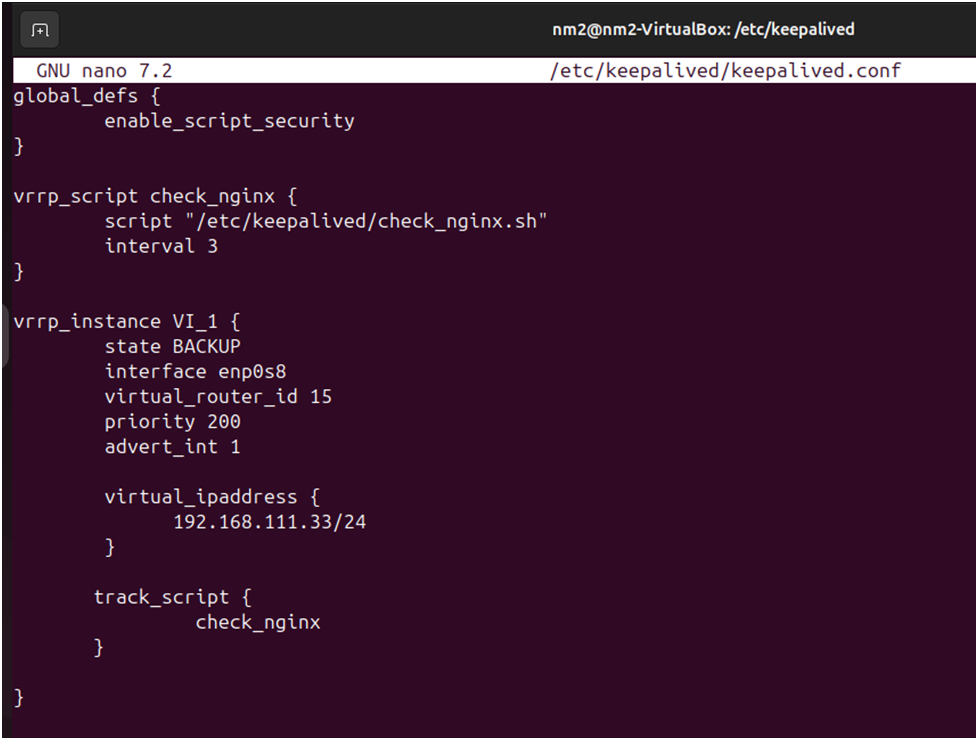 nm2@nm2-VirtualBox: /etc/keepalived
GNU nano 7.2 /etc/keepalived/keepalived.conf
global_defs {
enable_script_security
}
vrrp_script check_nginx {
script "/etc/keepalived/check_nginx.sh"
interval 3
}
vrrp_instance VI_1 {
state BACKUP
interface enp0s8
virtual_router_id 15
priority 200
advert_int 1
virtual_ipaddress {
192.168.111.33/24
}
track_script {
check_nginx
}
}